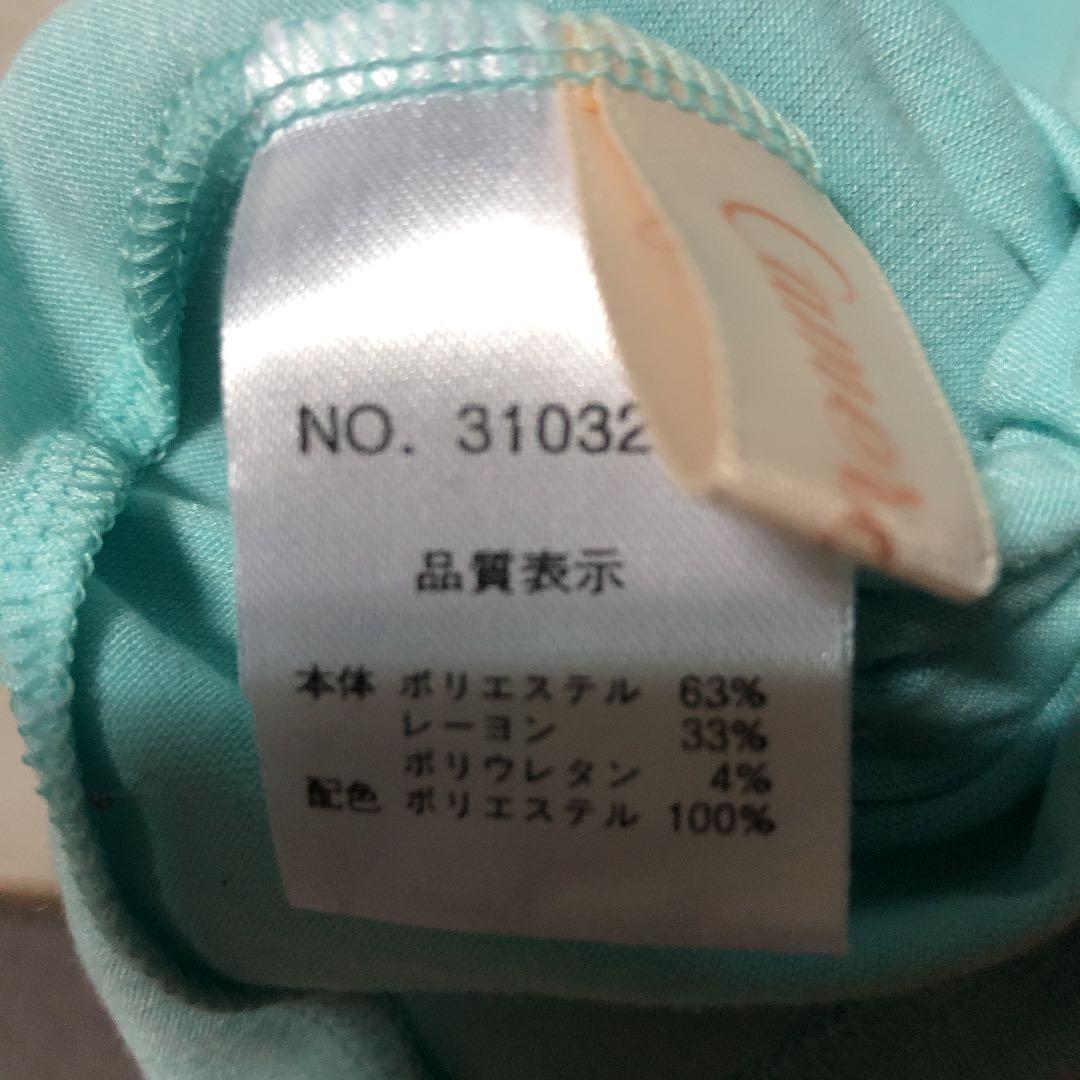 NO. 31032
品質表示
本体 ポリエステル 63%
レーヨン 33%
ポリウレタン 4%
配色 ポリエステル 100%